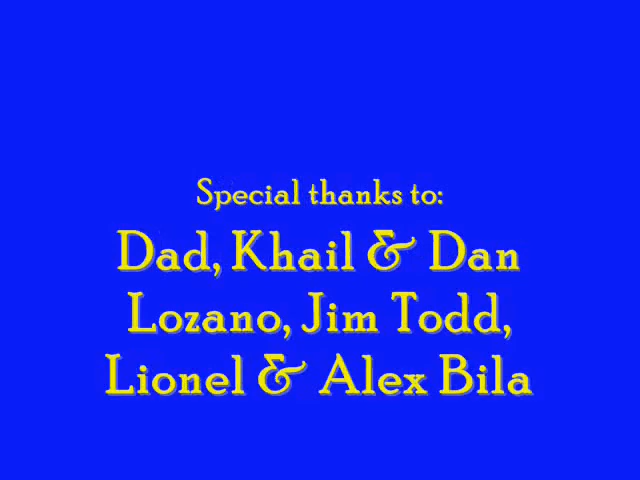 Special thanks to:
Dad, Khail & Dan
Lozano, Jim Todd,
Lionel & Alex Bila